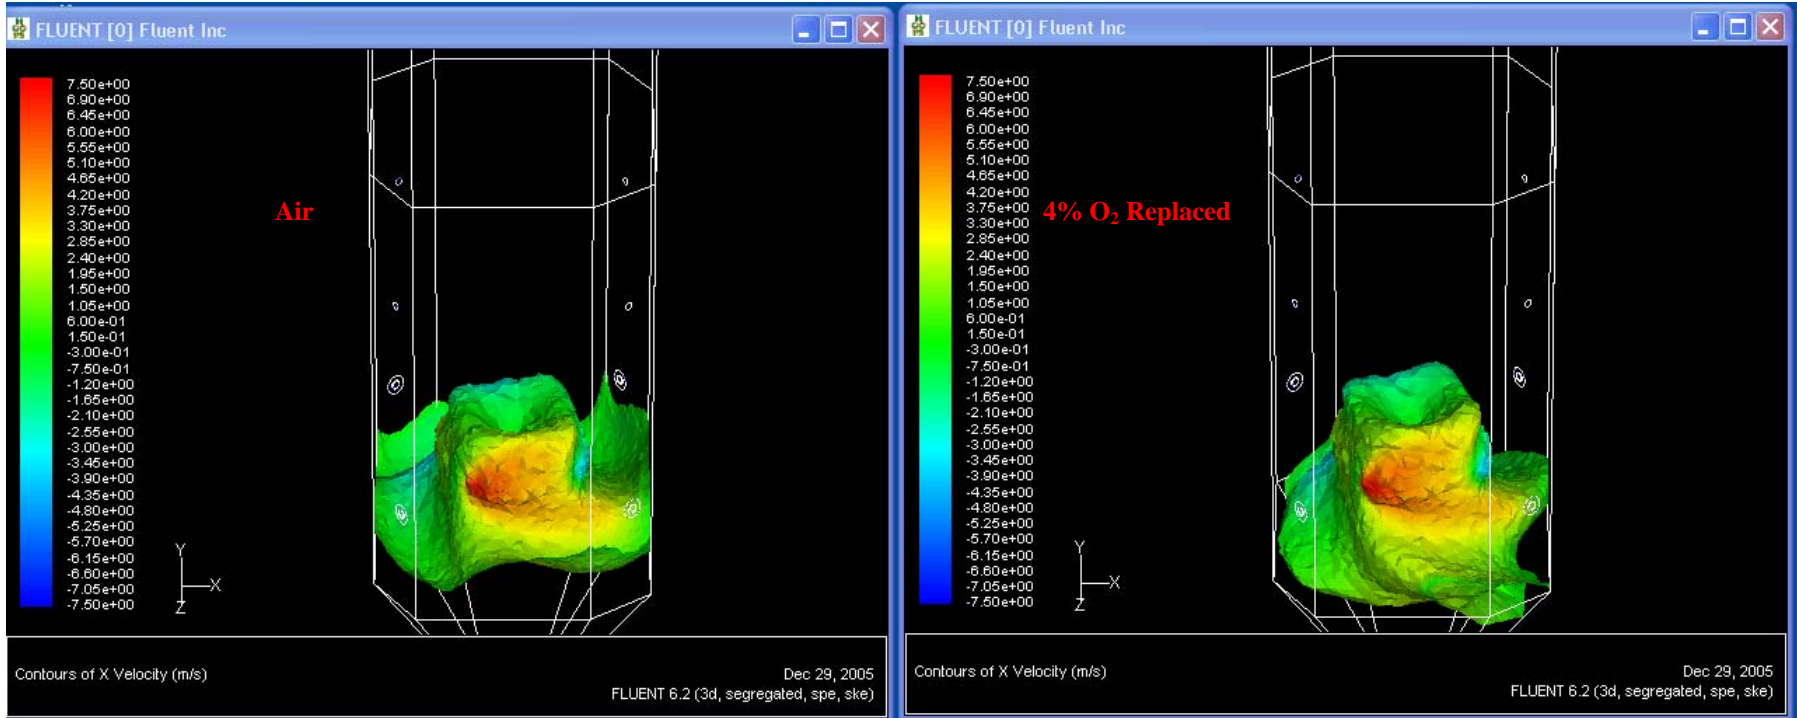 FLUENT [0] Fluent Inc
7.50e+00
6.90e+00
6.45e+00
6.00e+00
5.55e+00
5.10e+00
4.65e+00
4.20e+00
3.75e+00
3.30e+00
2.85e+00
2.40e+00
1.95e+00
1.50e+00
1.05e+00
6.00e-01
1.50e-01
-3.00e-01
-7.50e-01
-1.20e+00
-1.65e+00
-2.10e+00
-2.55e+00
-3.00e+00
-3.45e+00
-3.90e+00
-4.35e+00
-4.80e+00
-5.25e+00
-5.70e+00
-6.15e+00
-6.60e+00
-7.05e+00
-7.50e+00
Air
Y
X
Z
Contours of X Velocity (m/s)
Dec 29, 2005
FLUENT 6.2 (3d, segregated, spe, ske)
FLUENT [0] Fluent Inc
7.50e+00
6.90e+00
6.45e+00
6.00e+00
5.55e+00
5.10e+00
4.65e+00
4.20e+00
3.75e+00
3.30e+00
2.85e+00
2.40e+00
1.95e+00
1.50e+00
1.05e+00
6.00e-01
1.50e-01
-3.00e-01
-7.50e-01
-1.20e+00
-1.65e+00
-2.10e+00
-2.55e+00
-3.00e+00
-3.45e+00
-3.90e+00
-4.35e+00
-4.80e+00
-5.25e+00
-5.70e+00
-6.15e+00
-6.60e+00
-7.05e+00
-7.50e+00
4% O₂ Replaced
Y
X
Z
Contours of X Velocity (m/s)
Dec 29, 2005
FLUENT 6.2 (3d, segregated, spe, ske)